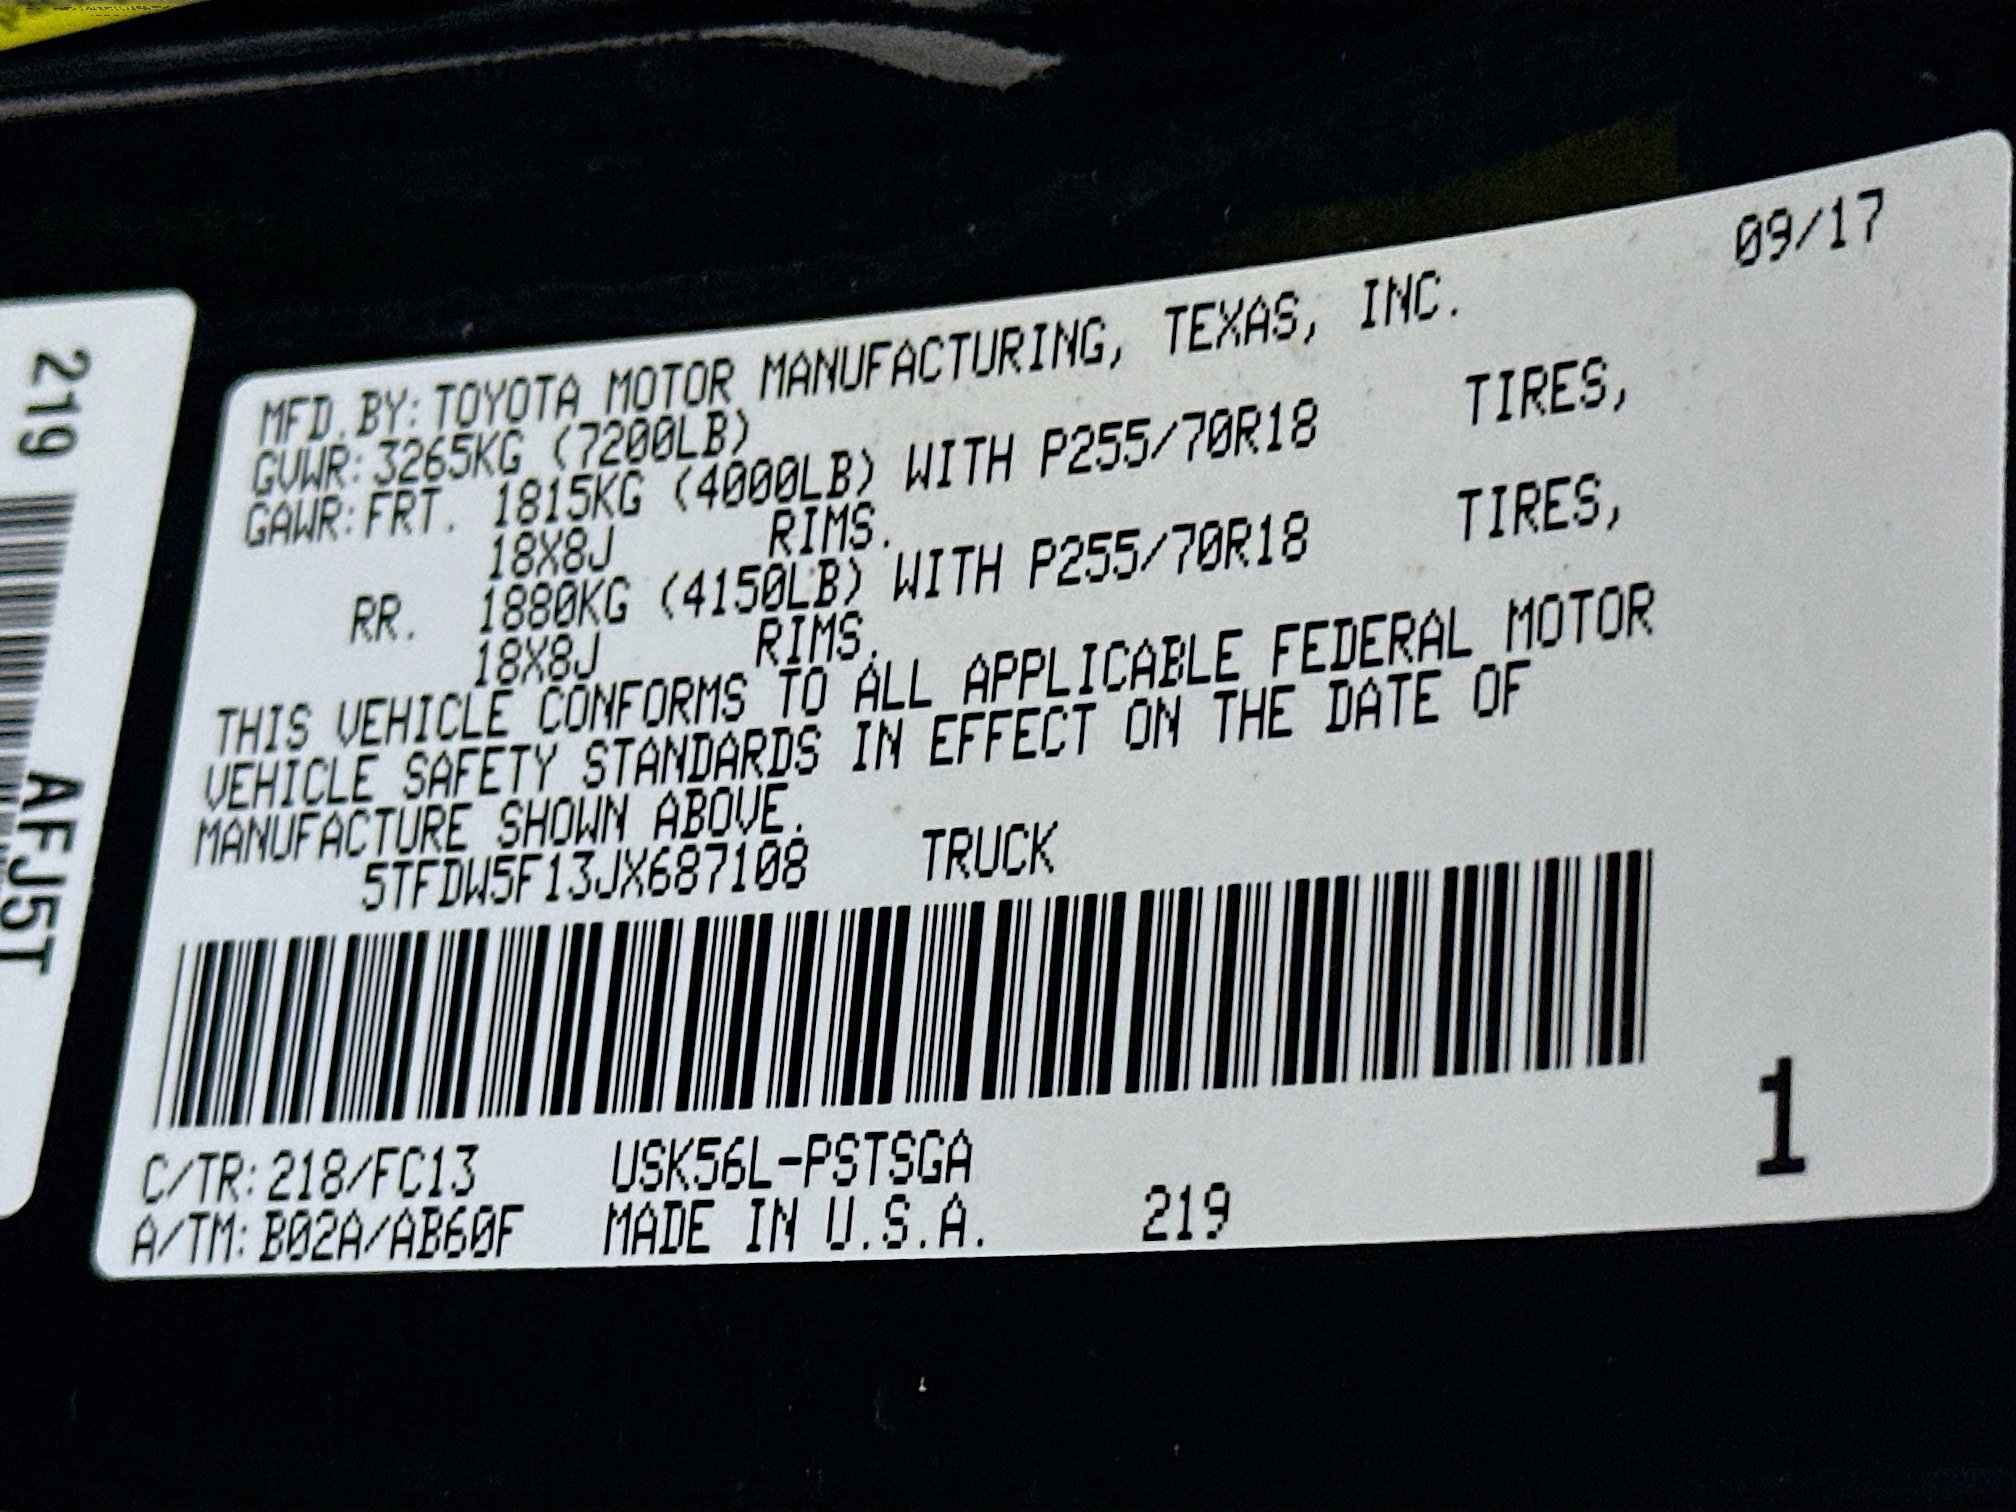 219
AFJ5T
09/17
MFD.BY:TOYOTA MOTOR MANUFACTURING, TEXAS, INC.
GVWR:3265KG (7200LB)
GAWR:FRT. 1815KG (4000LB) WITH P255/70R18 TIRES,
18X8J RIMS.
RR. 1880KG (4150LB) WITH P255/70R18 TIRES,
18X8J RIMS.
THIS VEHICLE CONFORMS TO ALL APPLICABLE FEDERAL MOTOR
VEHICLE SAFETY STANDARDS IN EFFECT ON THE DATE OF
MANUFACTURE SHOWN ABOVE.
5TFDW5F13JX687108 TRUCK
C/TR:218/FC13 USK56L-PSTSGA
A/TM:B02A/AB60F MADE IN U.S.A. 219
1